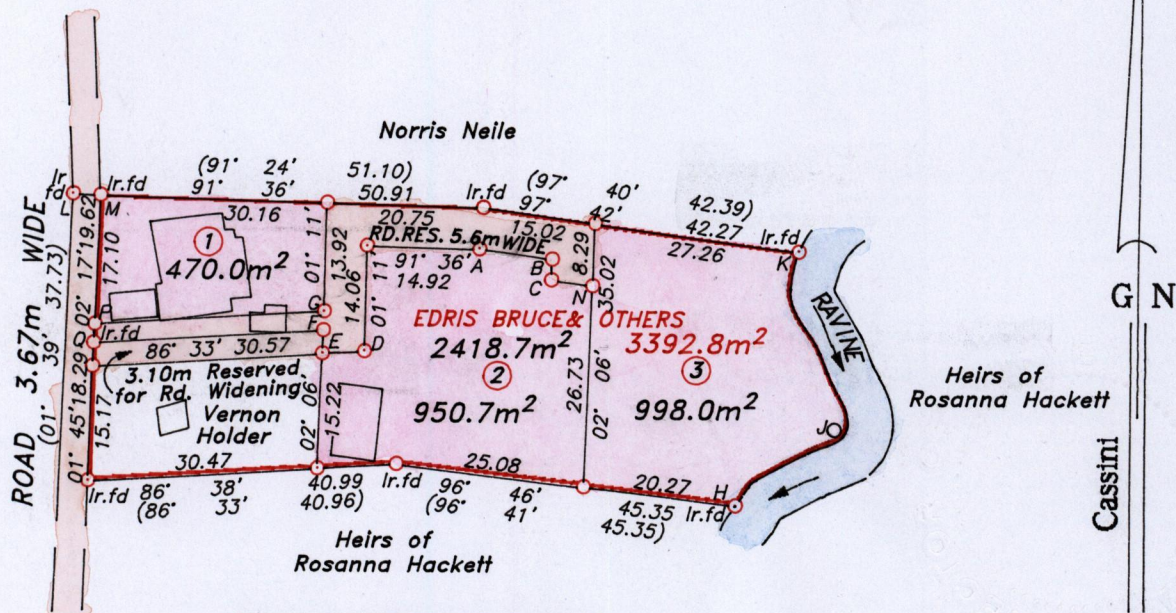 Norris Neile
(91° 24' 51.10)
91° 36' 50.91
(97° 40' 42.39)
97° 42' 42.27
Ir.fd
Ir.fd
Ir.fd
Ir.fd
L
M
K
30.16
20.75
15.02
27.26
RD.RES. 5.6m WIDE
91° 36'
14.92
A
B
C
N
1
470.0m²
01° 11'
13.92
14.06
01° 11'
8.29
35.02
02° 17' 19.62
17.10
G
F
E
D
P
Q
Ir.fd
86° 33' 30.57
EDRIS BRUCE & OTHERS
2418.7m²
3392.8m²
2
3
950.7m²
998.0m²
26.73
02° 06'
RAVINE
J
Heirs of
Rosanna Hackett
3.10m Reserved
for Rd. Widening.
Vernon
Holder
02° 06'
15.22
ROAD 3.67m WIDE
(01° 39' 37.73)
01° 45' 18.29
15.17
30.47
25.08
20.27
H
Ir.fd
Ir.fd
Ir.fd
86° 38' 40.99
(86° 33' 40.96)
96° 46' 45.35
(96° 41' 45.35)
Heirs of
Rosanna Hackett
G N
Cassini